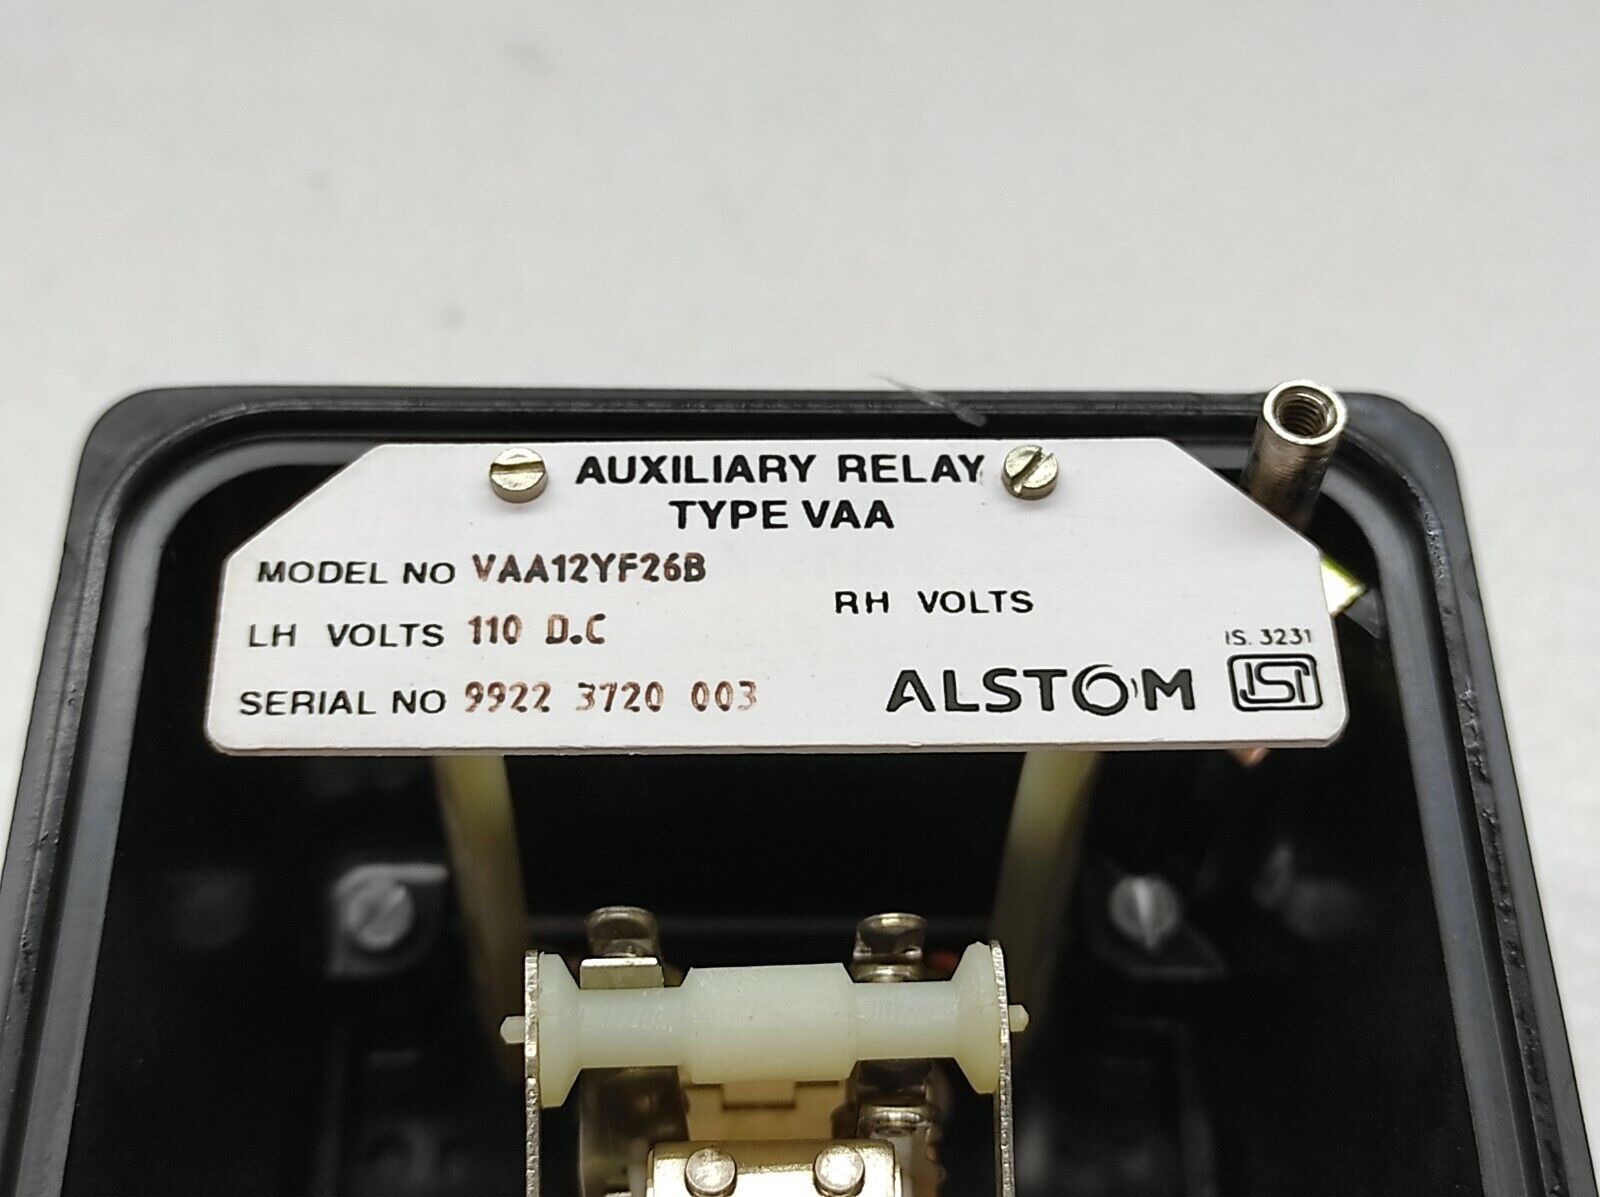 AUXILIARY RELAY
TYPE VAA
MODEL NO VAA12YF26B
RH VOLTS
LH VOLTS 110 D.C
IS. 3231
SERIAL NO 9922 3720 003
ALSTOM
ISI